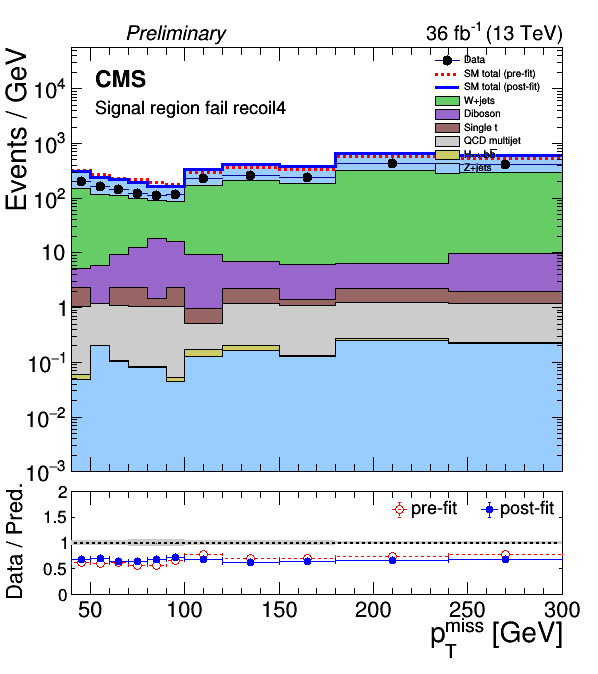 Preliminary 36 fb⁻¹ (13 TeV)
Events / GeV
CMS
Signal region fail recoil4
Data
SM total (pre-fit)
SM total (post-fit)
W+jets
Diboson
Single t
QCD multijet
Z+jets
10⁴
10³
10²
10
1
10⁻¹
10⁻²
10⁻³
Data / Pred.
2
1.5
1
0.5
0
pre-fit post-fit
50 100 150 200 250 300
p_T^miss [GeV]